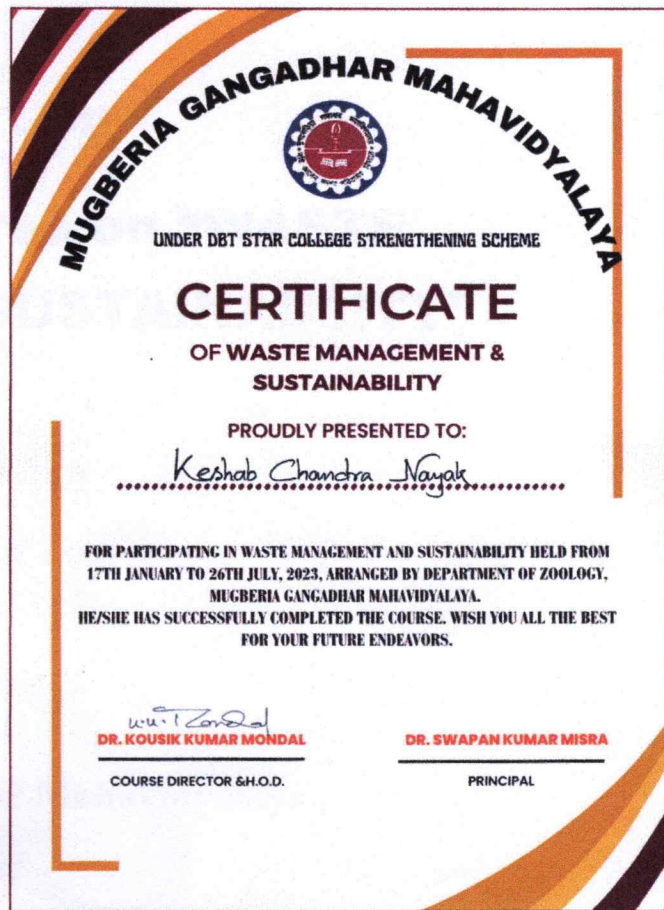 MUGBERIA GANGADHAR MAHAVIDYALAYA
UNDER DBT STAR COLLEGE STRENGTHENING SCHEME
CERTIFICATE
OF WASTE MANAGEMENT &
SUSTAINABILITY
PROUDLY PRESENTED TO:
Keshab Chandra Nayak
FOR PARTICIPATING IN WASTE MANAGEMENT AND SUSTAINABILITY HELD FROM
17TH JANUARY TO 26TH JULY, 2023, ARRANGED BY DEPARTMENT OF ZOOLOGY,
MUGBERIA GANGADHAR MAHAVIDYALAYA.
HE/SHE HAS SUCCESSFULLY COMPLETED THE COURSE. WISH YOU ALL THE BEST
FOR YOUR FUTURE ENDEAVORS.
DR. KOUSIK KUMAR MONDAL
COURSE DIRECTOR &H.O.D.
DR. SWAPAN KUMAR MISRA
PRINCIPAL